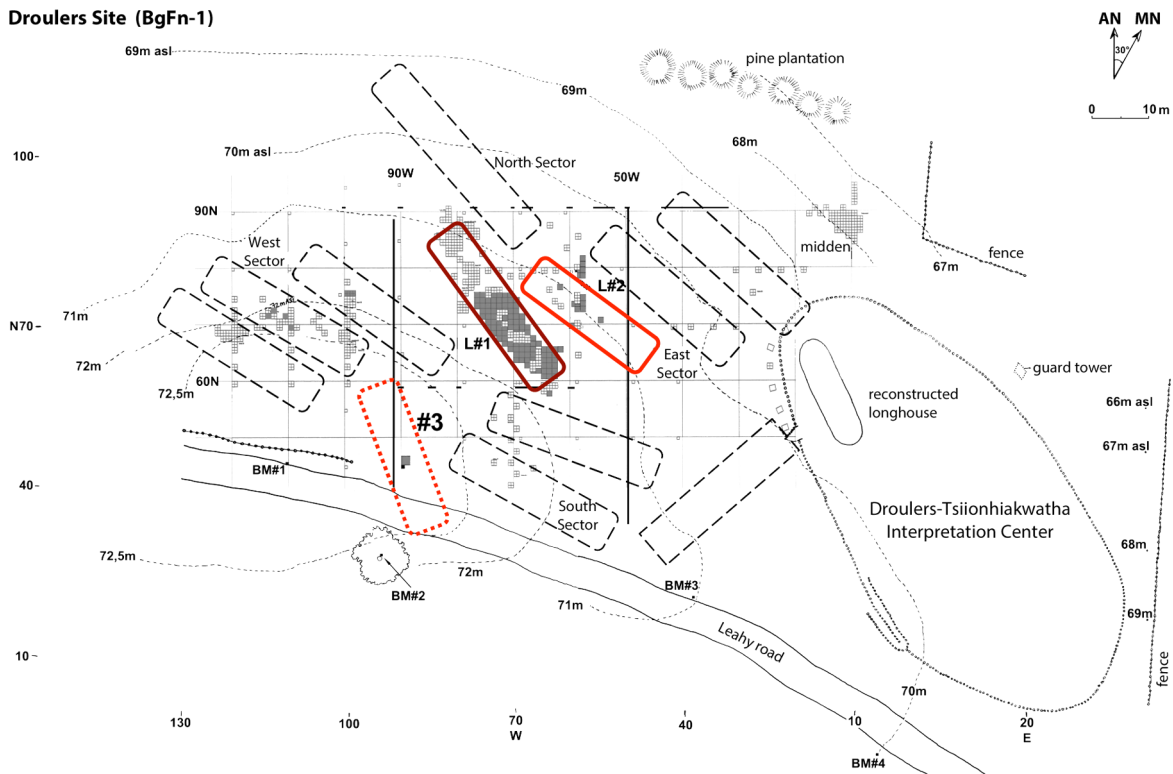 Droulers Site (BgFn-1)
AN MN
30°
0 10 m
69m asl
pine plantation
69m
68m
100-
70m asl
North Sector
90W
50W
90N
West
Sector
midden
fence
67m
L#2
71m
N70
L#1
72m
60N
East
Sector
guard tower
reconstructed
longhouse
72,5m
66m asl
#3
67m asl
BM#1
40-
South
Sector
Droulers-Tsiionhiakwatha
Interpretation Center
72,5m
72m
68m
BM#2
BM#3
71m
69m
Leahy road
10-
70m
fence
130
100
70
W
40
10
20
E
BM#4